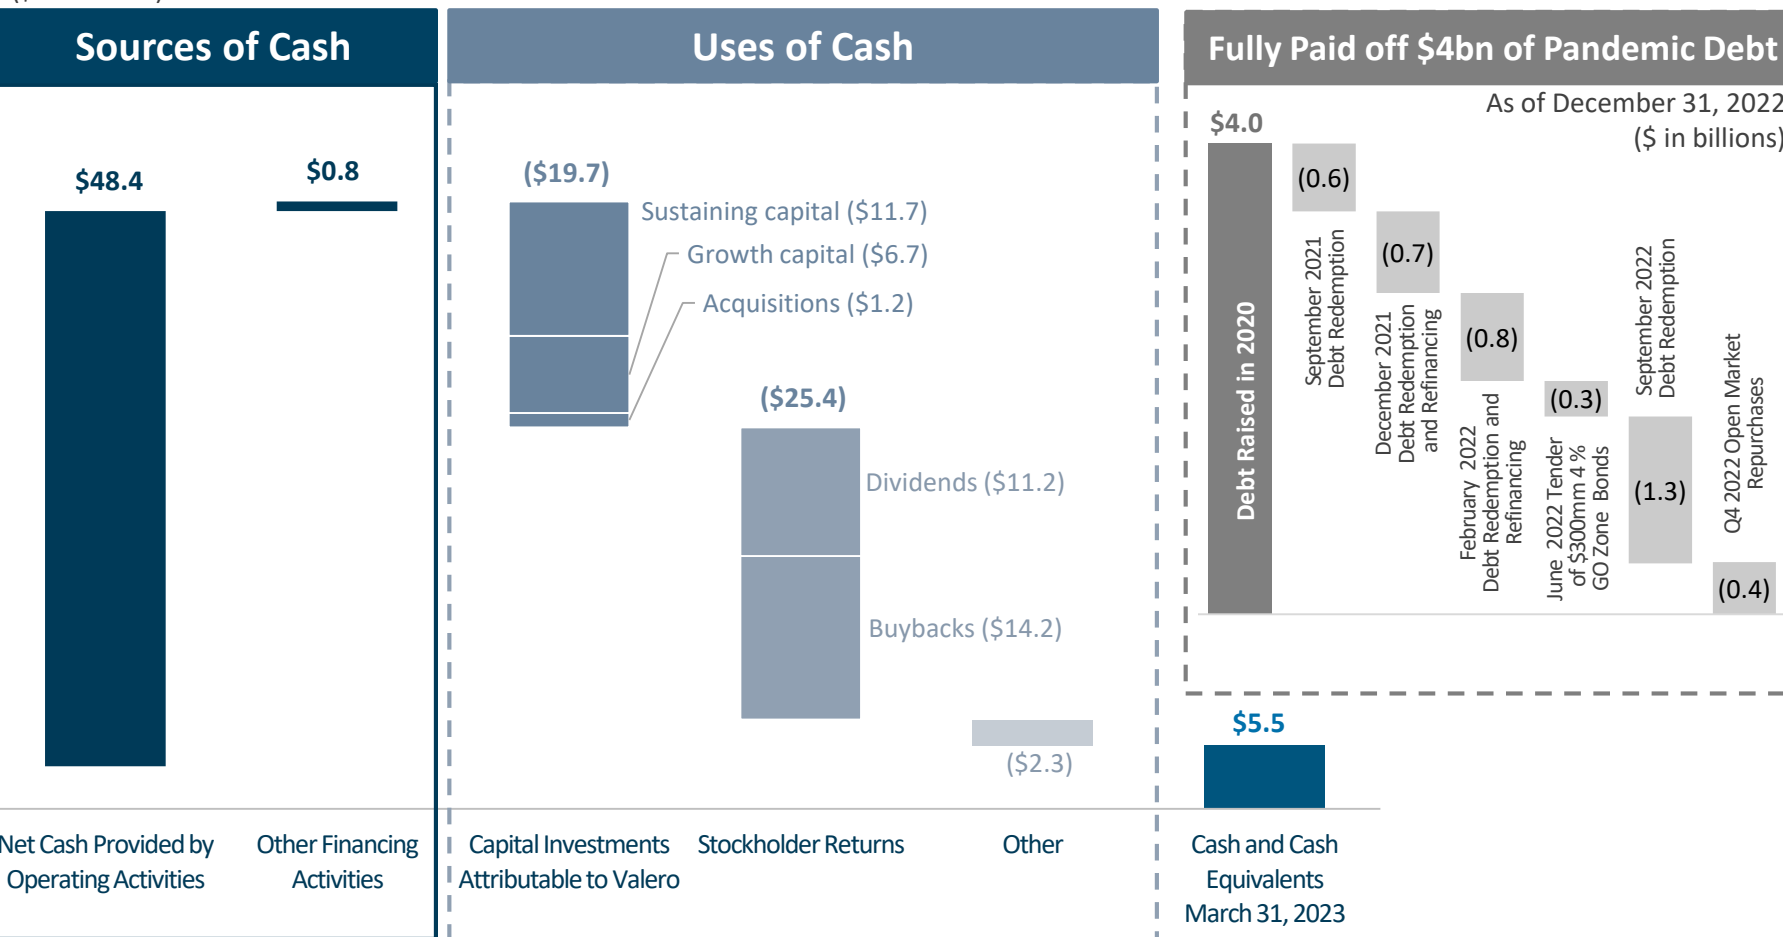 Sources of Cash
$48.4
$0.8
Net Cash Provided by
Operating Activities
Other Financing
Activities
Uses of Cash
($19.7)
Sustaining capital ($11.7)
Growth capital ($6.7)
Acquisitions ($1.2)
($25.4)
Dividends ($11.2)
Buybacks ($14.2)
($2.3)
Capital Investments
Attributable to Valero
Stockholder Returns
Other
Fully Paid off $4bn of Pandemic Debt
As of December 31, 2022
($ in billions)
$4.0
Debt Raised in 2020
(0.6)
September 2021
Debt Redemption
(0.7)
December 2021
Debt Redemption
and Refinancing
(0.8)
February 2022
Debt Redemption and
Refinancing
(0.3)
June 2022 Tender
of $300mm 4%
GO Zone Bonds
September 2022
Debt Redemption
(1.3)
Q4 2022 Open Market
Repurchases
(0.4)
$5.5
Cash and Cash
Equivalents
March 31, 2023